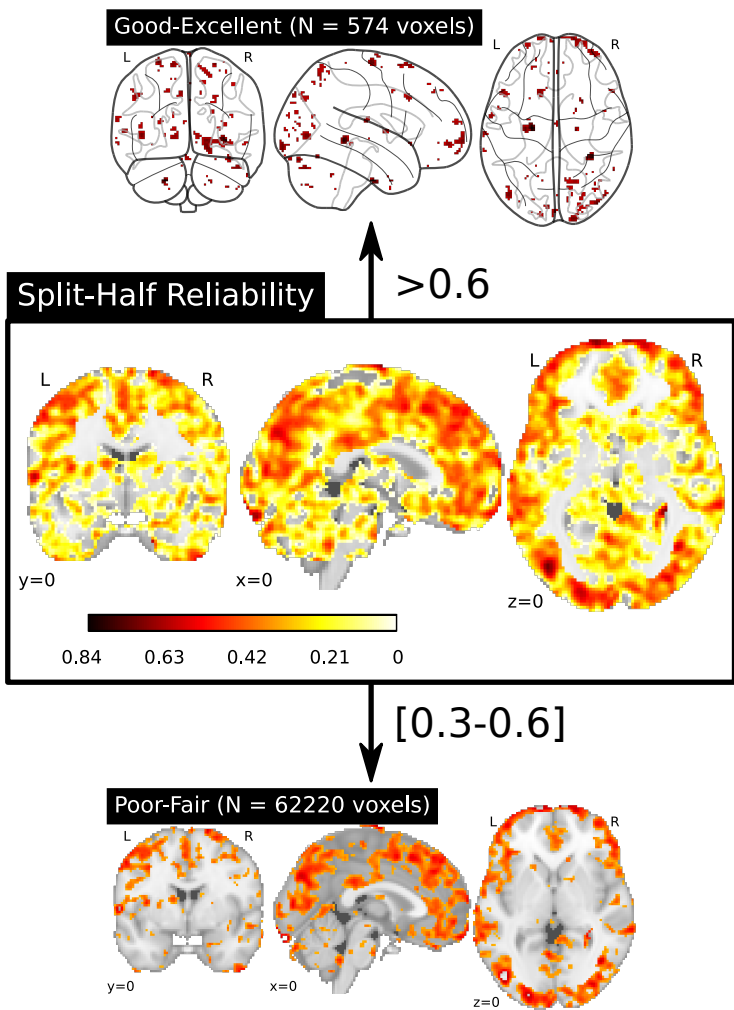 Good-Excellent (N = 574 voxels)
L R L R
>0.6
Split-Half Reliability
L R L R
y=0 x=0 z=0
0.84 0.63 0.42 0.21 0
[0.3-0.6]
Poor-Fair (N = 62220 voxels)
L R L R
y=0 x=0 z=0